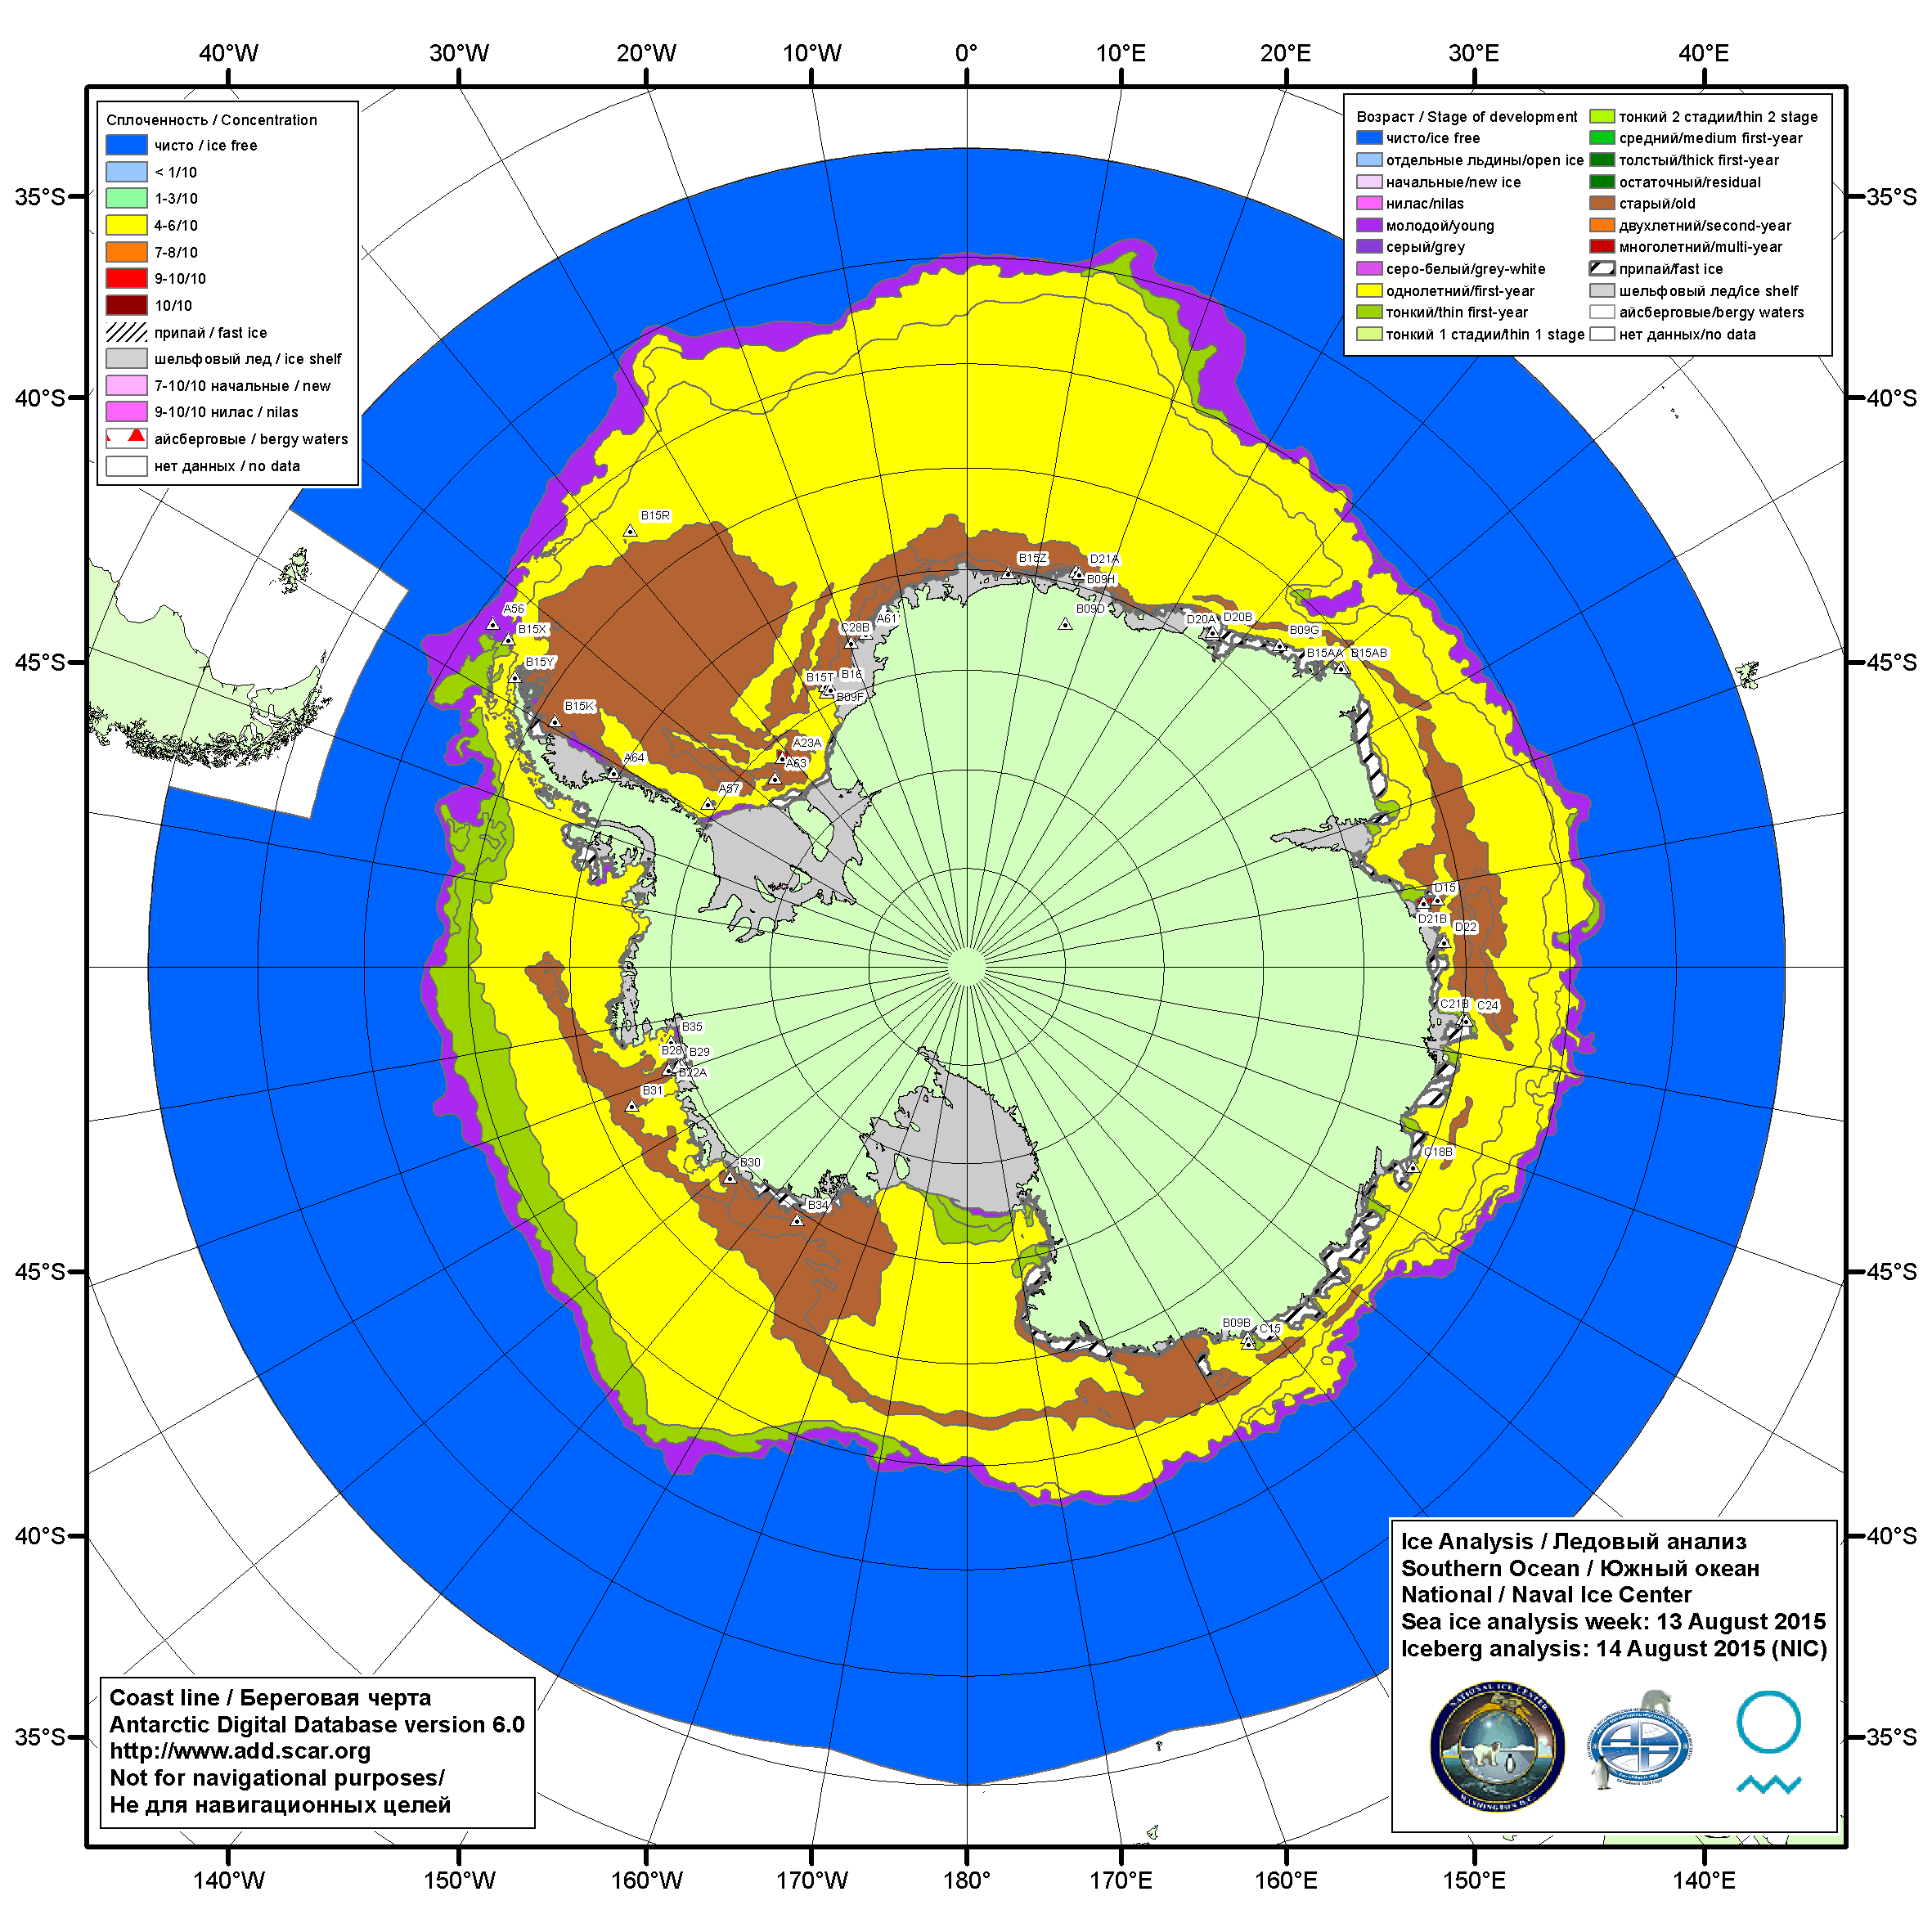 40°W 30°W 20°W 10°W 0° 10°E 20°E 30°E 40°E
Сплоченность / Concentration
чисто / ice free
< 1/10
1-3/10
4-6/10
7-8/10
9-10/10
10/10
припай / fast ice
шельфовый лед / ice shelf
7-10/10 начальные / new
9-10/10 нилас / nilas
айсберговые / bergy waters
нет данных / no data
Возраст / Stage of development
чисто/ice free
отдельные льдины/open ice
начальные/new ice
нилас/nilas
молодой/young
серый/grey
серо-белый/grey-white
однолетний/first-year
тонкий/thin first-year
тонкий 1 стадии/thin 1 stage
тонкий 2 стадии/thin 2 stage
средний/medium first-year
толстый/thick first-year
остаточный/residual
старый/old
двухлетний/second-year
многолетний/multi-year
припай/fast ice
шельфовый лед/ice shelf
айсберговые/bergy waters
нет данных/no data
35°S 35°S
40°S 40°S
45°S 45°S
B15R
B15Z
D21A
B09H
B09D
A56
B15X
A61
C28B
D20A
D20B
B09G
B15Y
B15AA
B15AB
B15T
B16
B09F
B15K
A23A
A64
A63
A57
D15
D21B
D22
C21B
C24
B35
B28
B29
B22A
B31
C18B
B30
B34
B09B
C15
45°S 45°S
40°S 40°S
35°S 35°S
Ice Analysis / Ледовый анализ
Southern Ocean / Южный океан
National / Naval Ice Center
Sea ice analysis week: 13 August 2015
Iceberg analysis: 14 August 2015 (NIC)
NATIONAL ICE CENTER
WASHINGTON D.C.
Coast line / Береговая черта
Antarctic Digital Database version 6.0
http://www.add.scar.org
Not for navigational purposes/
Не для навигационных целей
140°W 150°W 160°W 170°W 180° 170°E 160°E 150°E 140°E